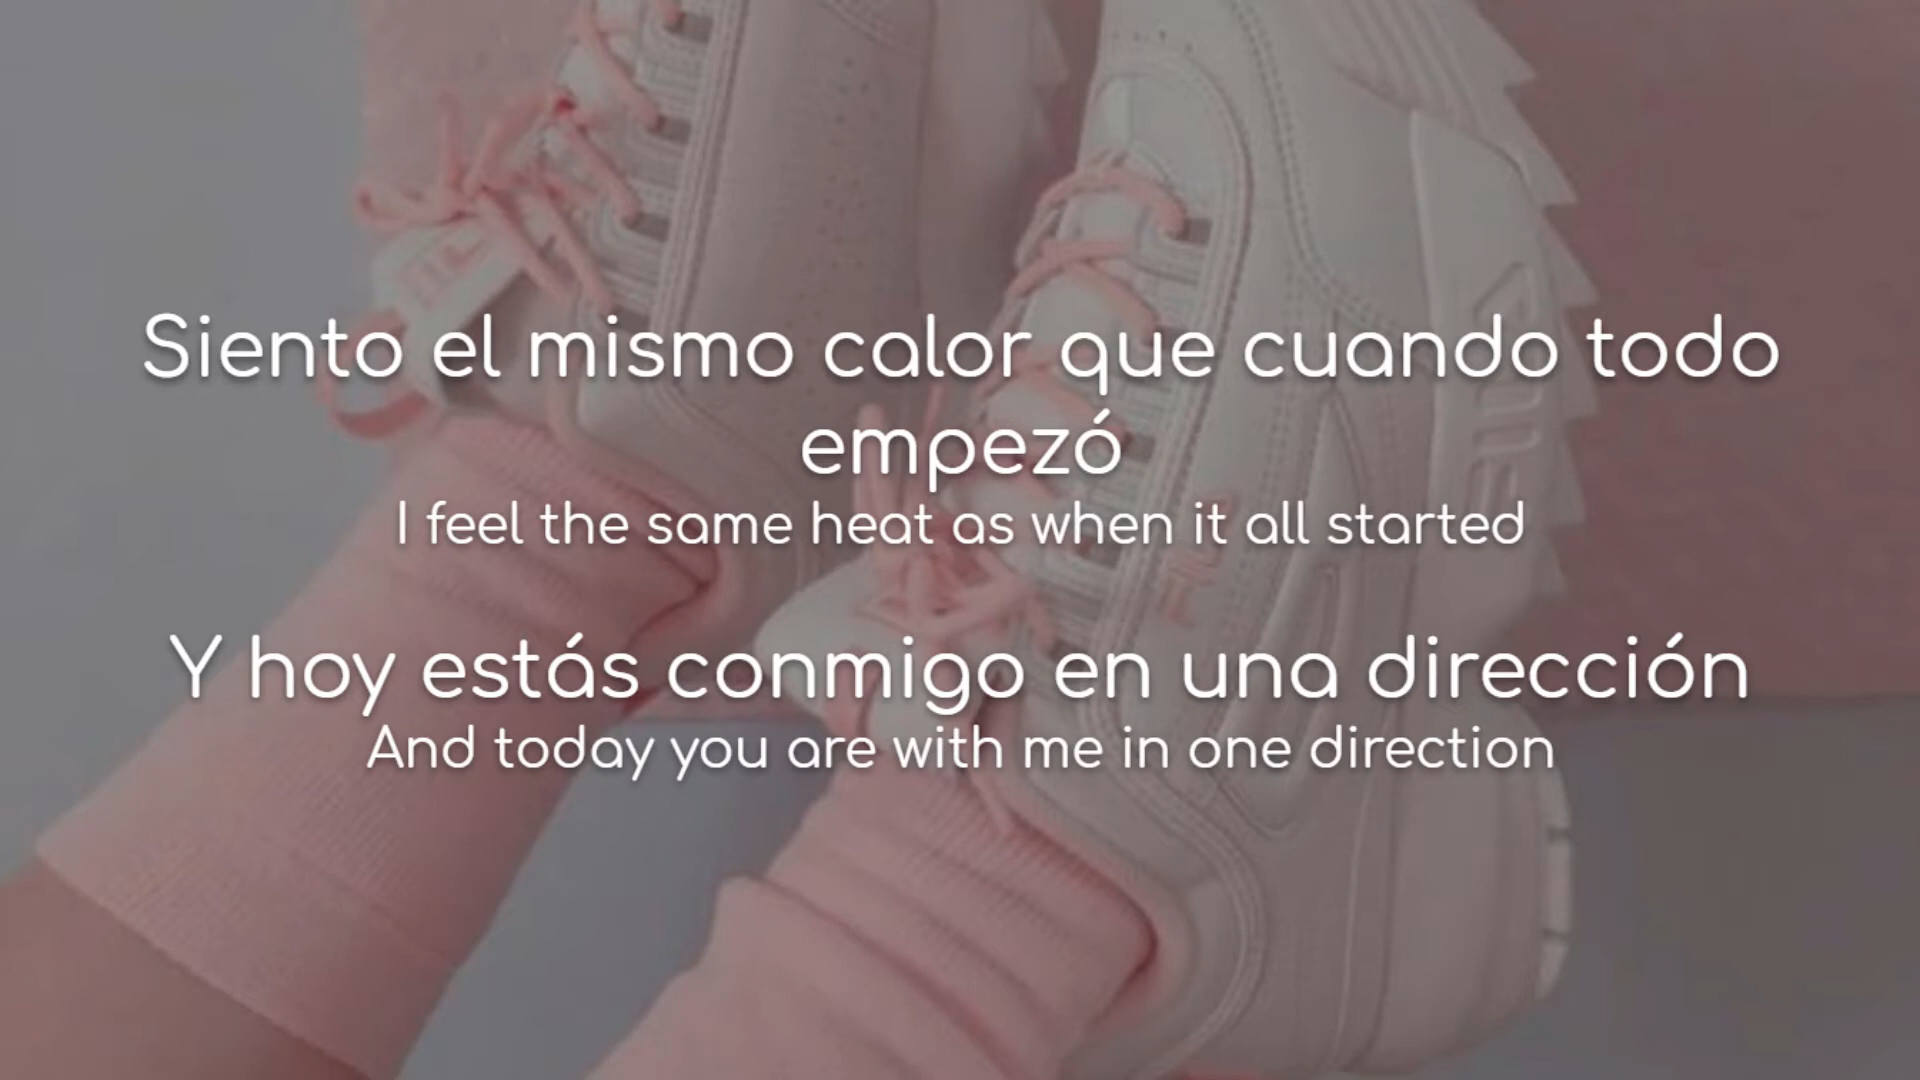 Siento el mismo calor que cuando todo
empezó
I feel the same heat as when it all started
Y hoy estás conmigo en una dirección
And today you are with me in one direction